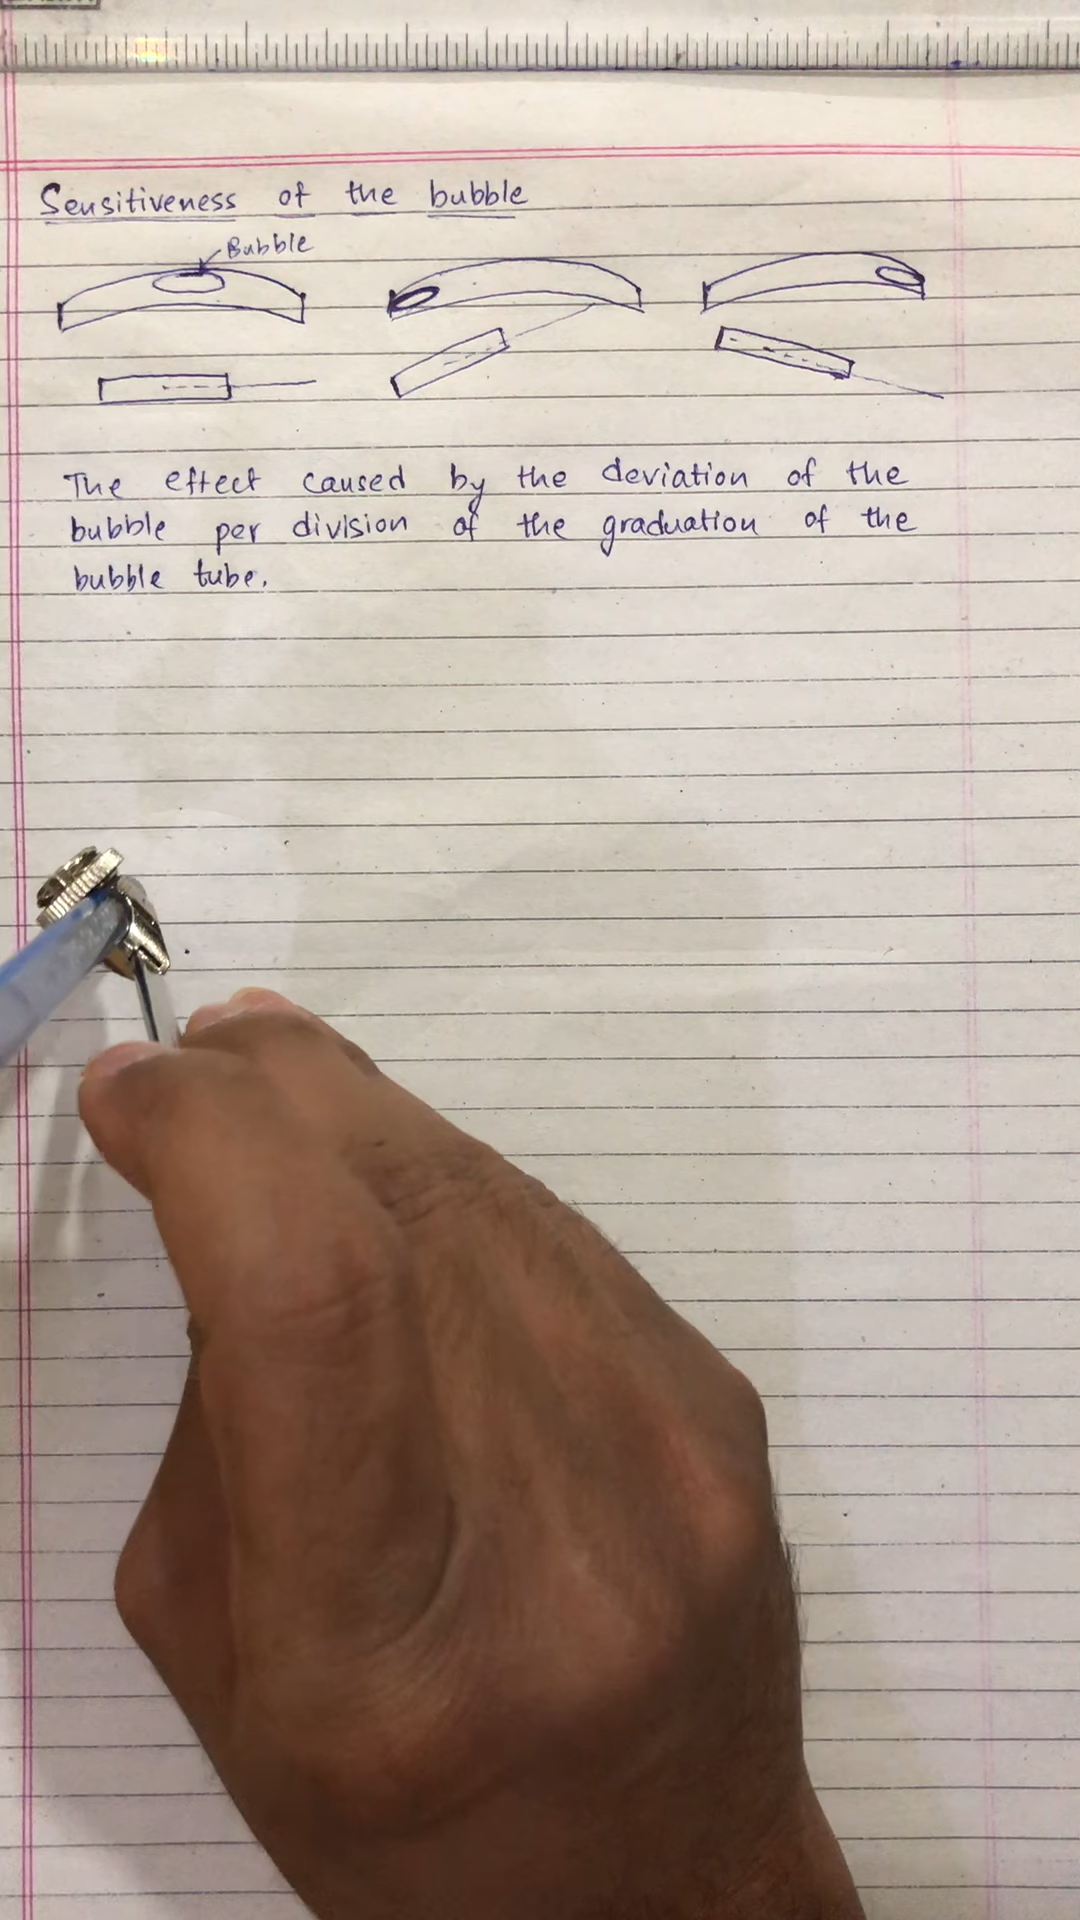 Sensitiveness of the bubble
Bubble
The effect caused by the deviation of the
bubble per division of the graduation of the
bubble tube.